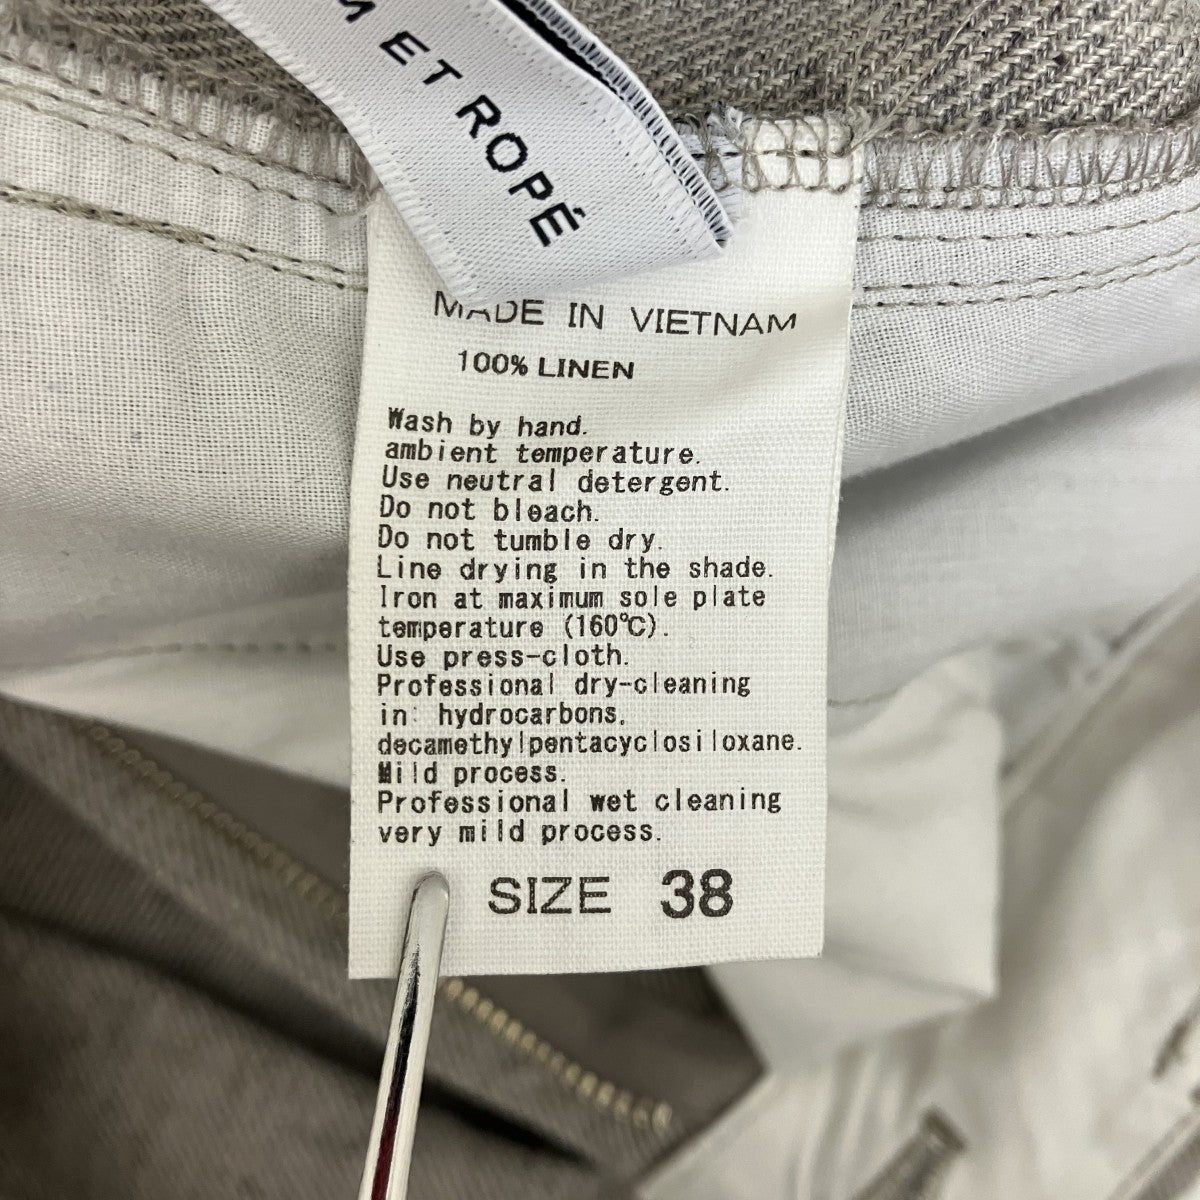 M ET ROPÉ
MADE IN VIETNAM
100% LINEN
Wash by hand.
ambient temperature.
Use neutral detergent.
Do not bleach.
Do not tumble dry.
Line drying in the shade.
Iron at maximum sole plate
temperature (160℃).
Use press-cloth.
Professional dry-cleaning
in: hydrocarbons,
decamethylpentacyclosiloxane.
Mild process.
Professional wet cleaning
very mild process.
SIZE 38